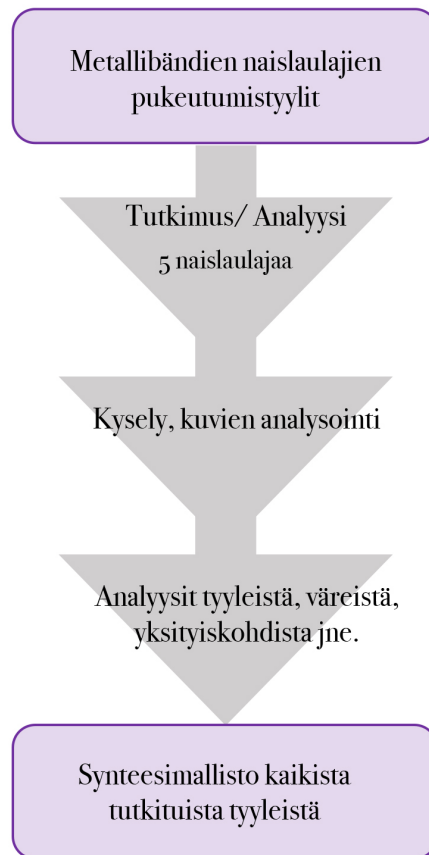 Metallibändien naislaulajien
pukeutumistyylit
Tutkimus/ Analyysi
5 naislaulajaa
Kysely, kuvien analysointi
Analyysit tyyleistä, väreistä,
yksityiskohdista jne.
Synteesimallisto kaikista
tutkituista tyyleistä